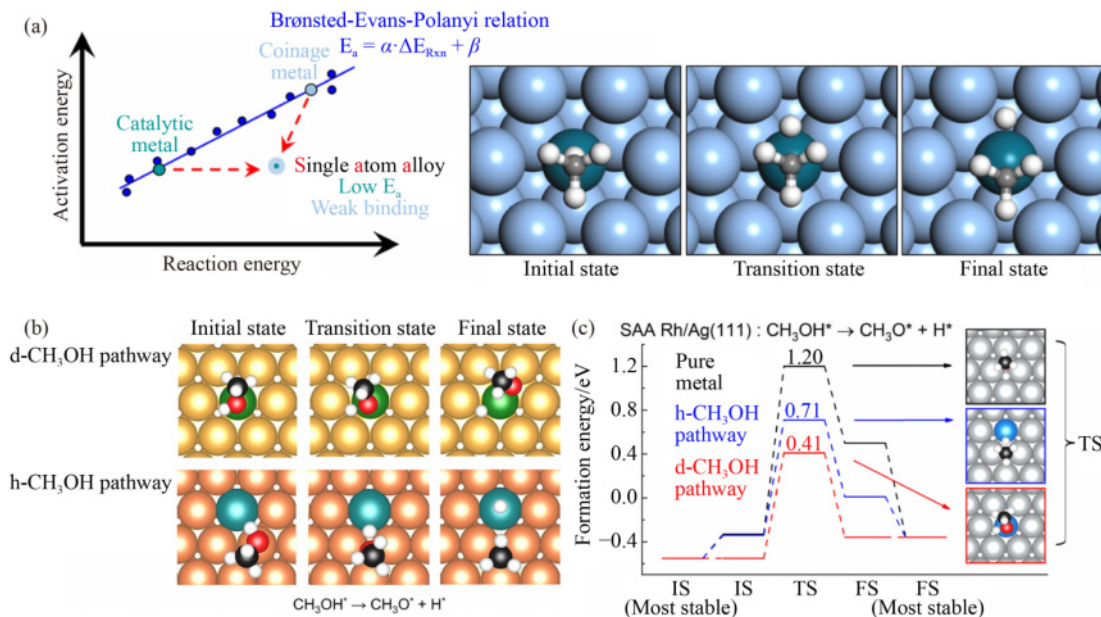 (a)
Brønsted-Evans-Polanyi relation
Eₐ = α·ΔE_Rxn + β
Coinage
metal
Catalytic
metal
Single atom alloy
Low Eₐ
Weak binding
Activation energy
Reaction energy
Initial state
Transition state
Final state
(b)
Initial state
Transition state
Final state
d-CH₃OH pathway
h-CH₃OH pathway
CH₃OH* → CH₃O* + H*
(c)
SAA Rh/Ag(111) : CH₃OH* → CH₃O* + H*
Formation energy/eV
1.2
0.8
0.4
0.0
−0.4
Pure
metal
1.20
h-CH₃OH
pathway
0.71
d-CH₃OH
pathway
0.41
TS
IS
(Most stable)
IS
TS
FS
FS
(Most stable)